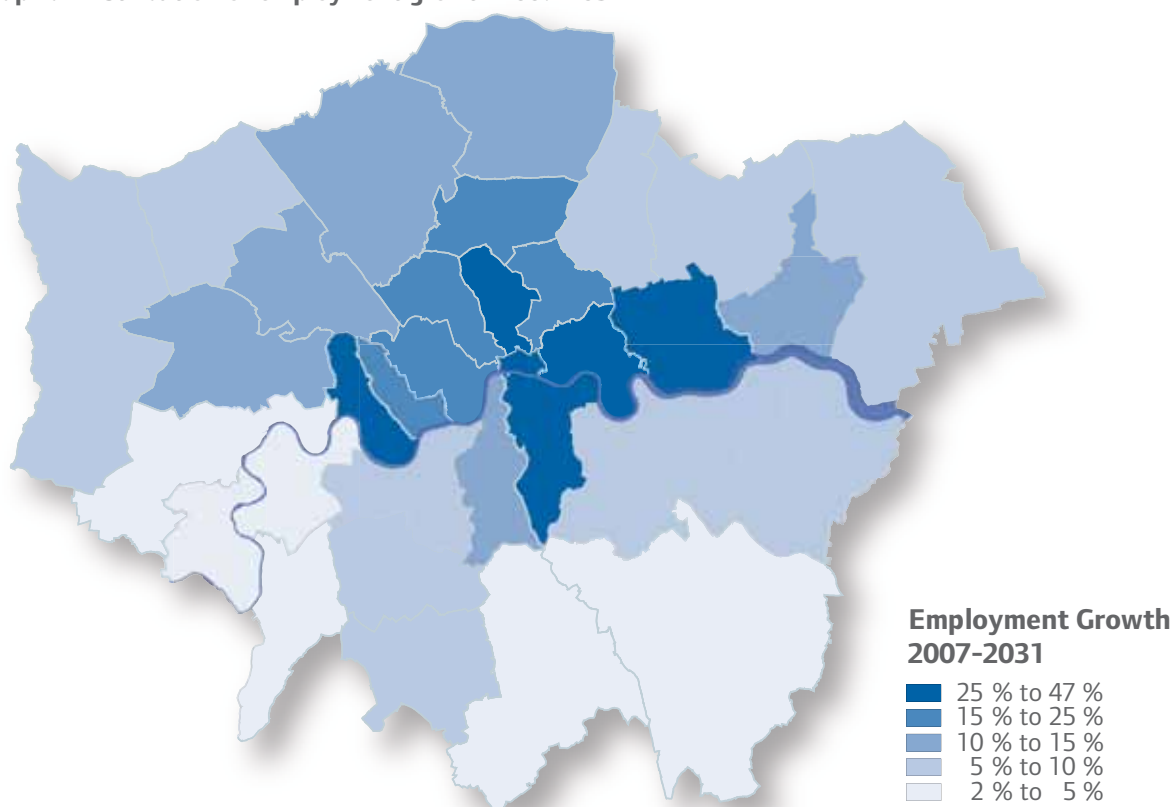 Employment Growth
2007-2031
25 % to 47 %
15 % to 25 %
10 % to 15 %
5 % to 10 %
2 % to 5 %